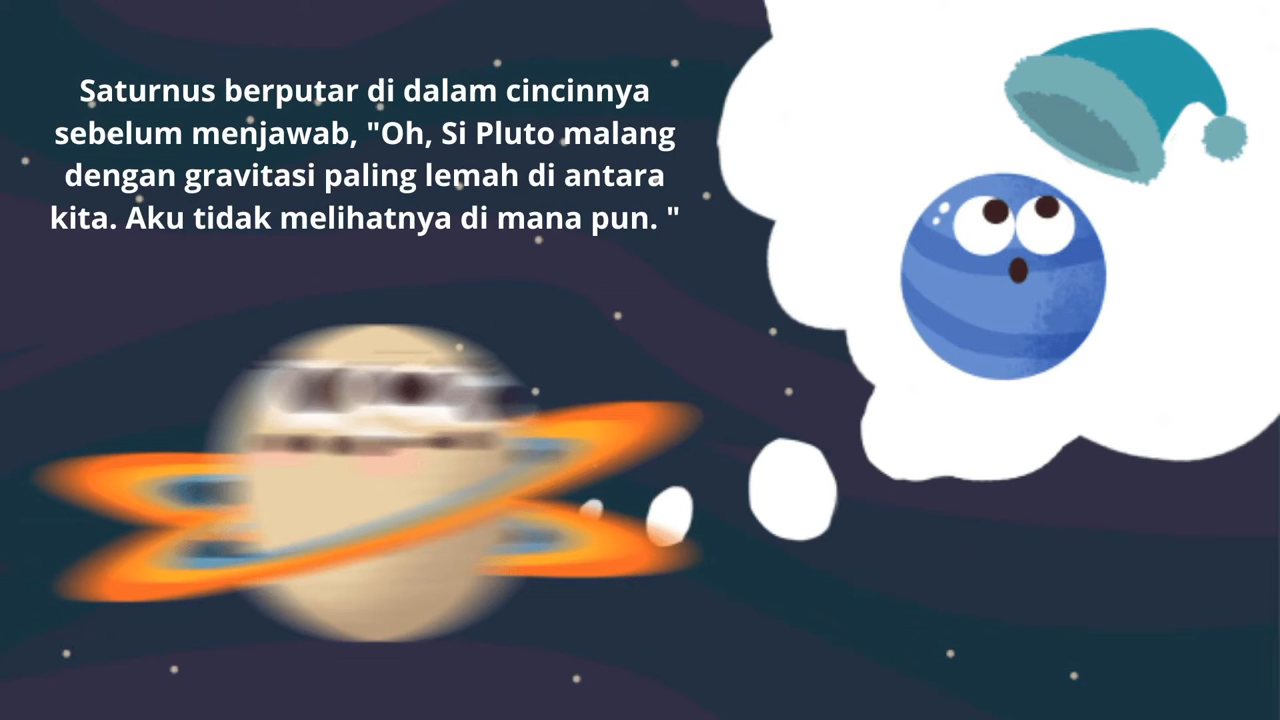 Saturnus berputar di dalam cincinnya
sebelum menjawab, "Oh, Si Pluto malang
dengan gravitasi paling lemah di antara
kita. Aku tidak melihatnya di mana pun. "